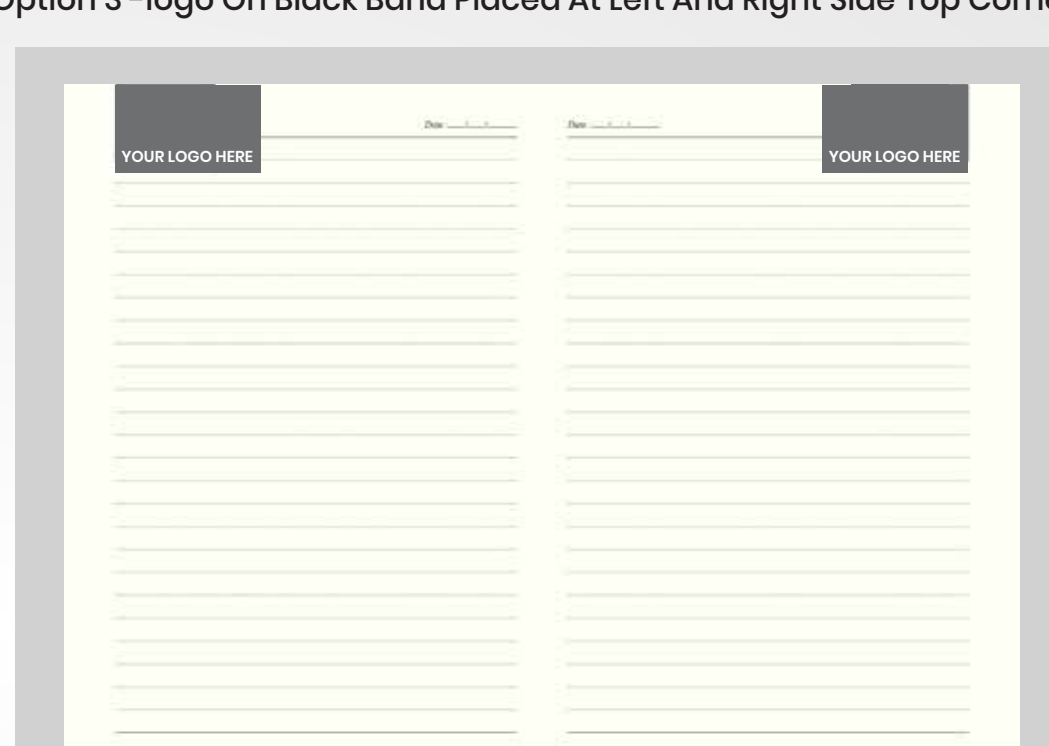 Option 3 -logo On Black Band Placed At Left And Right Side Top
Date Date
YOUR LOGO HERE YOUR LOGO HERE